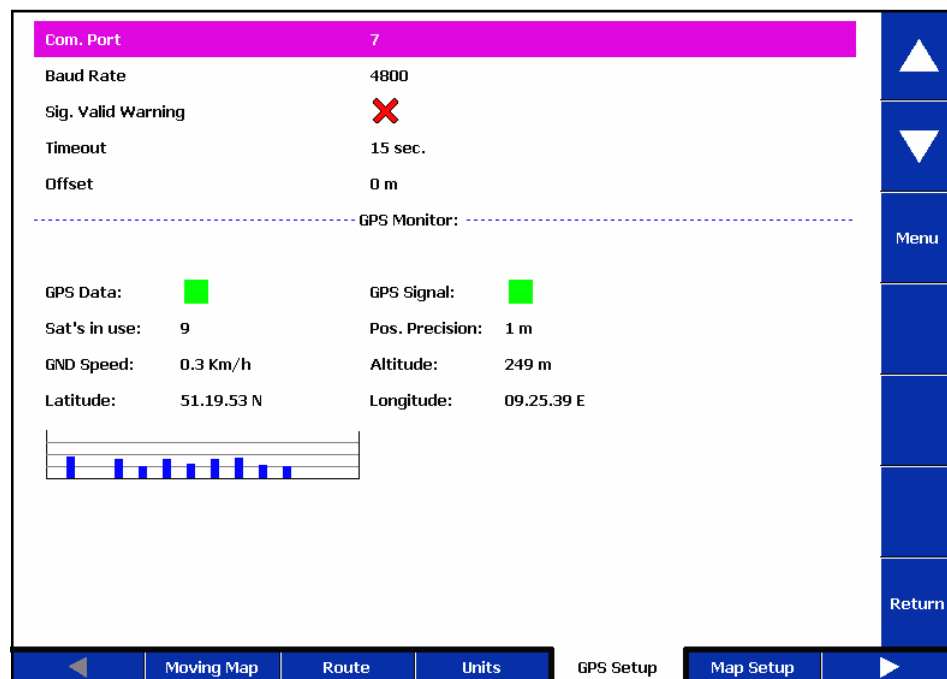 Com. Port 7
Baud Rate 4800
Sig. Valid Warning
Timeout 15 sec.
Offset 0 m
GPS Monitor:
GPS Data: GPS Signal:
Sat's in use: 9 Pos. Precision: 1 m
GND Speed: 0.3 Km/h Altitude: 249 m
Latitude: 51.19.53 N Longitude: 09.25.39 E
Menu
Return
Moving Map Route Units GPS Setup Map Setup